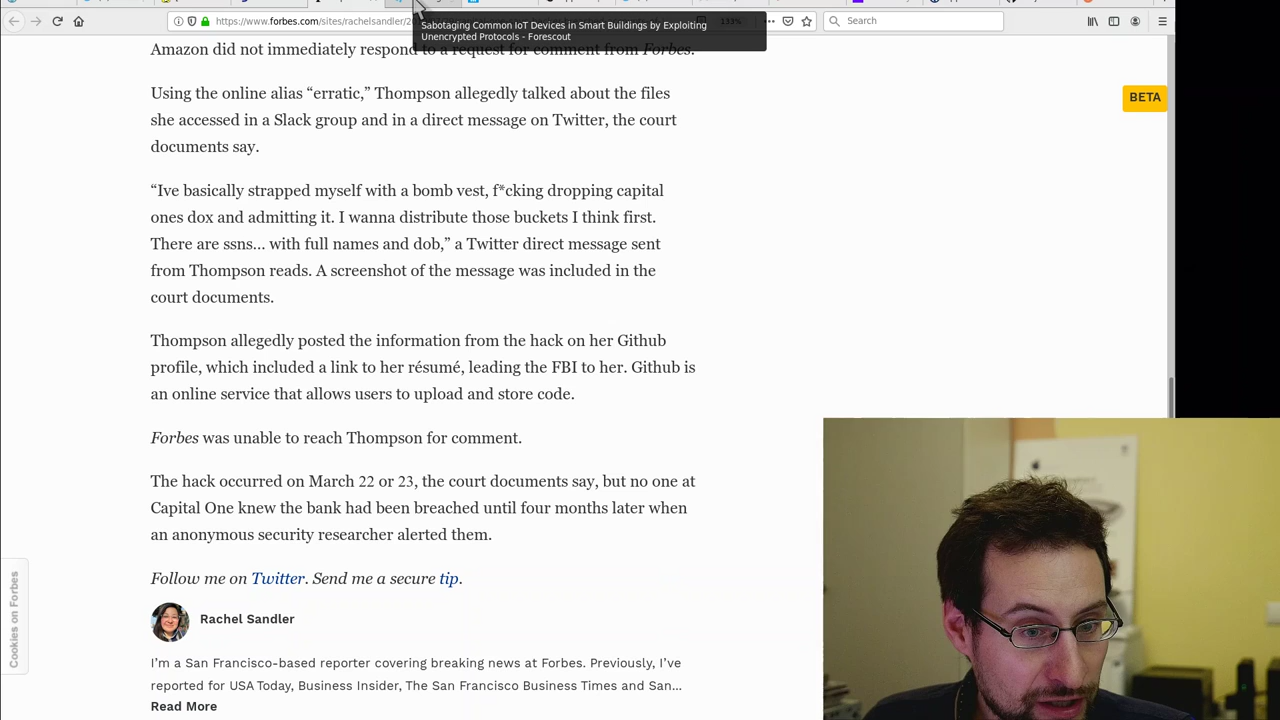 https://www.forbes.com/sites/rachelsandler/20
133%
Search
Sabotaging Common IoT Devices in Smart Buildings by Exploiting
Unencrypted Protocols - Forescout
Amazon did not immediately respond to a request for comment from Forbes.
BETA
Using the online alias “erratic,” Thompson allegedly talked about the files
she accessed in a Slack group and in a direct message on Twitter, the court
documents say.
“Ive basically strapped myself with a bomb vest, f*cking dropping capital
ones dox and admitting it. I wanna distribute those buckets I think first.
There are ssns… with full names and dob,” a Twitter direct message sent
from Thompson reads. A screenshot of the message was included in the
court documents.
Thompson allegedly posted the information from the hack on her Github
profile, which included a link to her résumé, leading the FBI to her. Github is
an online service that allows users to upload and store code.
Forbes was unable to reach Thompson for comment.
The hack occurred on March 22 or 23, the court documents say, but no one at
Capital One knew the bank had been breached until four months later when
an anonymous security researcher alerted them.
Follow me on Twitter. Send me a secure tip.
Cookies on Forbes
Rachel Sandler
I’m a San Francisco-based reporter covering breaking news at Forbes. Previously, I’ve
reported for USA Today, Business Insider, The San Francisco Business Times and San...
Read More